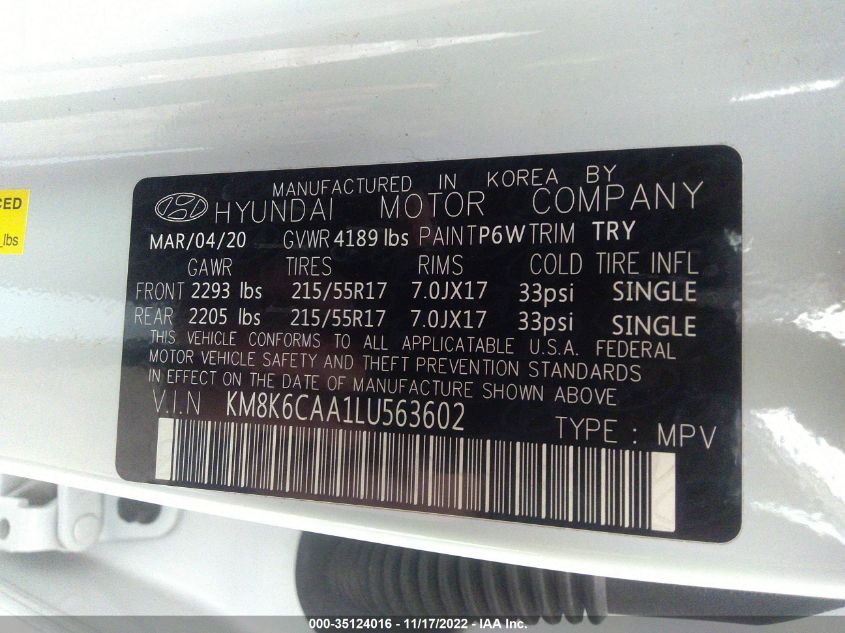 CED
lbs
MANUFACTURED IN KOREA BY
HYUNDAI MOTOR COMPANY
MAR/04/20 GVWR 4189 lbs PAINT P6W TRIM TRY
GAWR TIRES RIMS COLD TIRE INFL
FRONT 2293 lbs 215/55R17 7.0JX17 33psi SINGLE
REAR 2205 lbs 215/55R17 7.0JX17 33psi SINGLE
THIS VEHICLE CONFORMS TO ALL APPLICATABLE U.S.A. FEDERAL
MOTOR VEHICLE SAFETY AND THEFT PREVENTION STANDARDS
IN EFFECT ON THE DATE OF MANUFACTURE SHOWN ABOVE
V.I.N KM8K6CAA1LU563602
TYPE : MPV
000-35124016 - 11/17/2022 - IAA Inc.